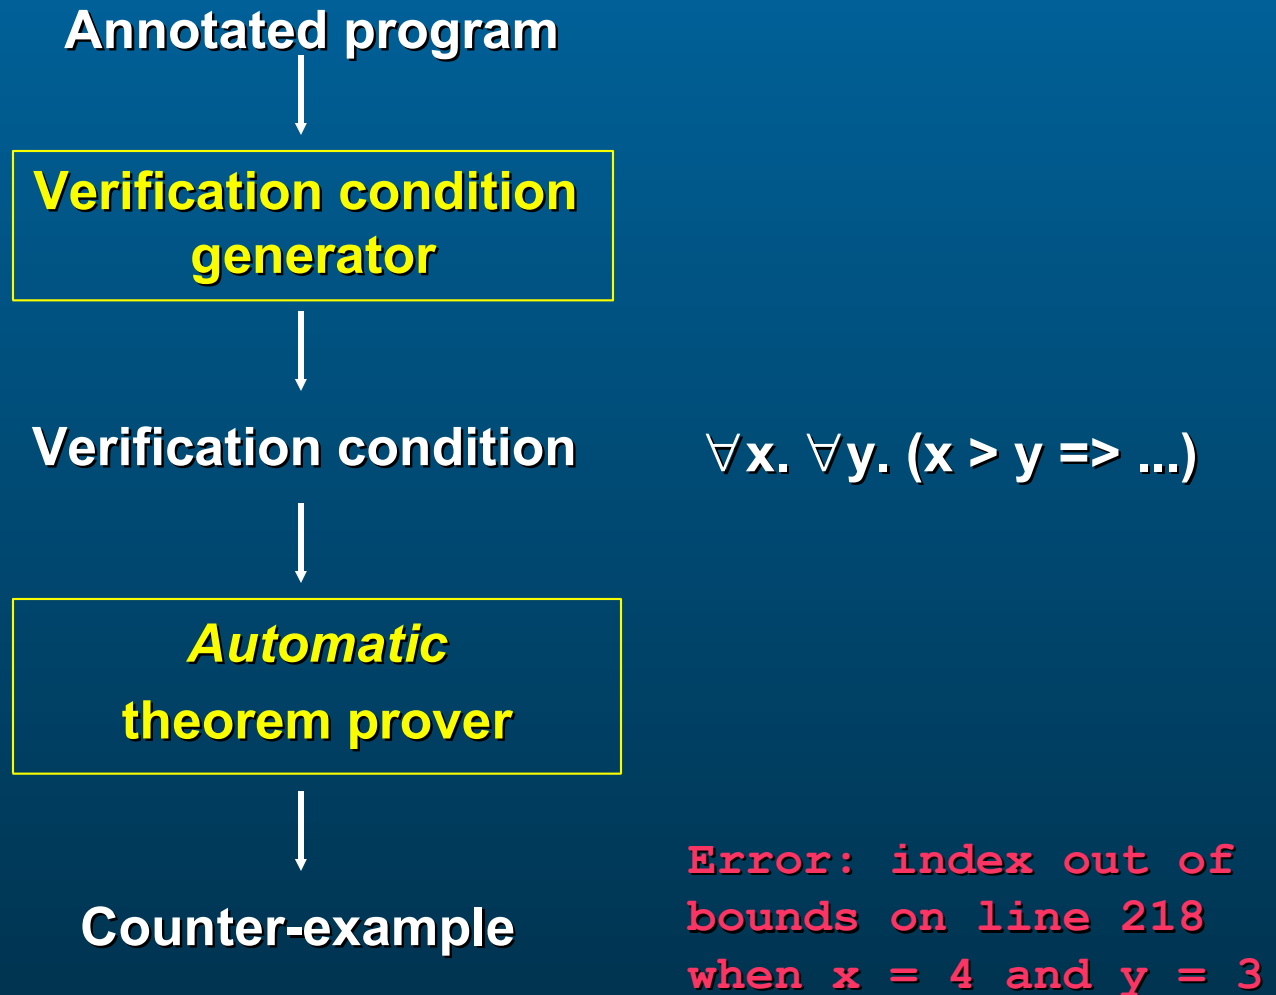 Annotated program
Verification condition
generator
Verification condition
∀x. ∀y. (x > y => ...)
Automatic
theorem prover
Counter-example
Error: index out of
bounds on line 218
when x = 4 and y = 3